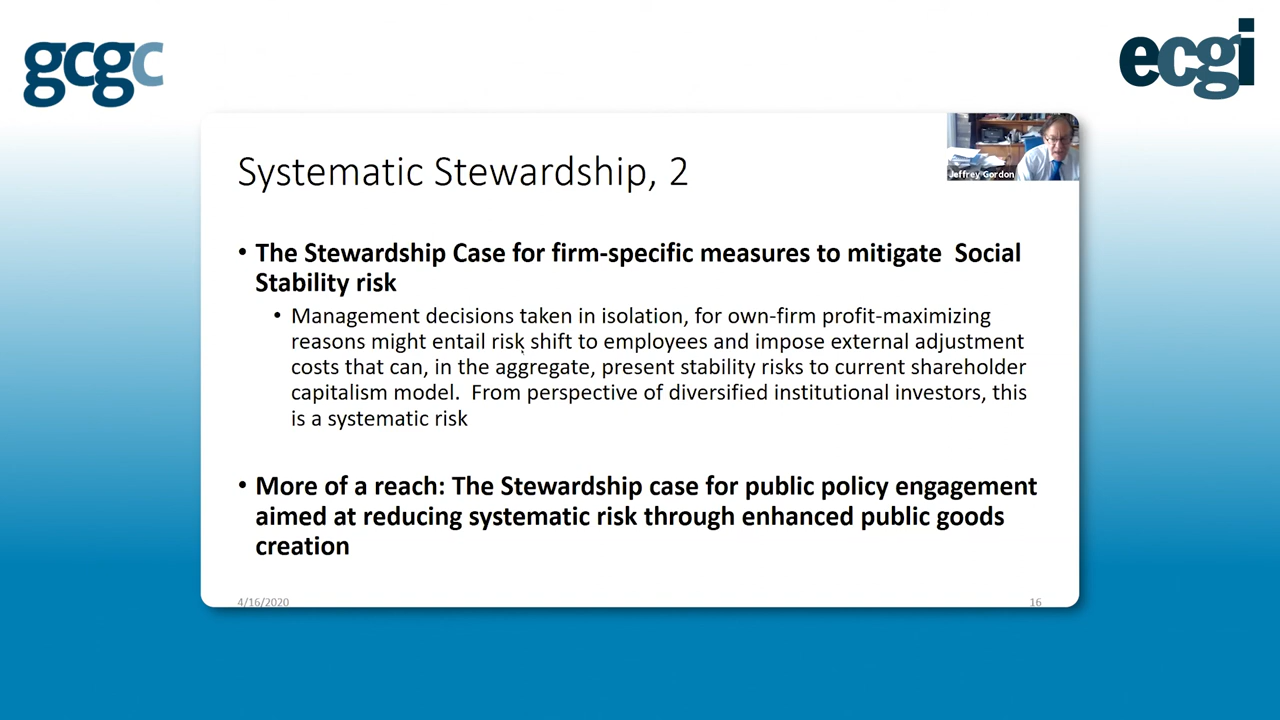 gcgc
ecgi
Jeffrey Gordon
Systematic Stewardship, 2
• The Stewardship Case for firm-specific measures to mitigate  Social
Stability risk
• Management decisions taken in isolation, for own-firm profit-maximizing
reasons might entail risk shift to employees and impose external adjustment
costs that can, in the aggregate, present stability risks to current shareholder
capitalism model.  From perspective of diversified institutional investors, this
is a systematic risk
• More of a reach: The Stewardship case for public policy engagement
aimed at reducing systematic risk through enhanced public goods
creation
4/16/2020
16